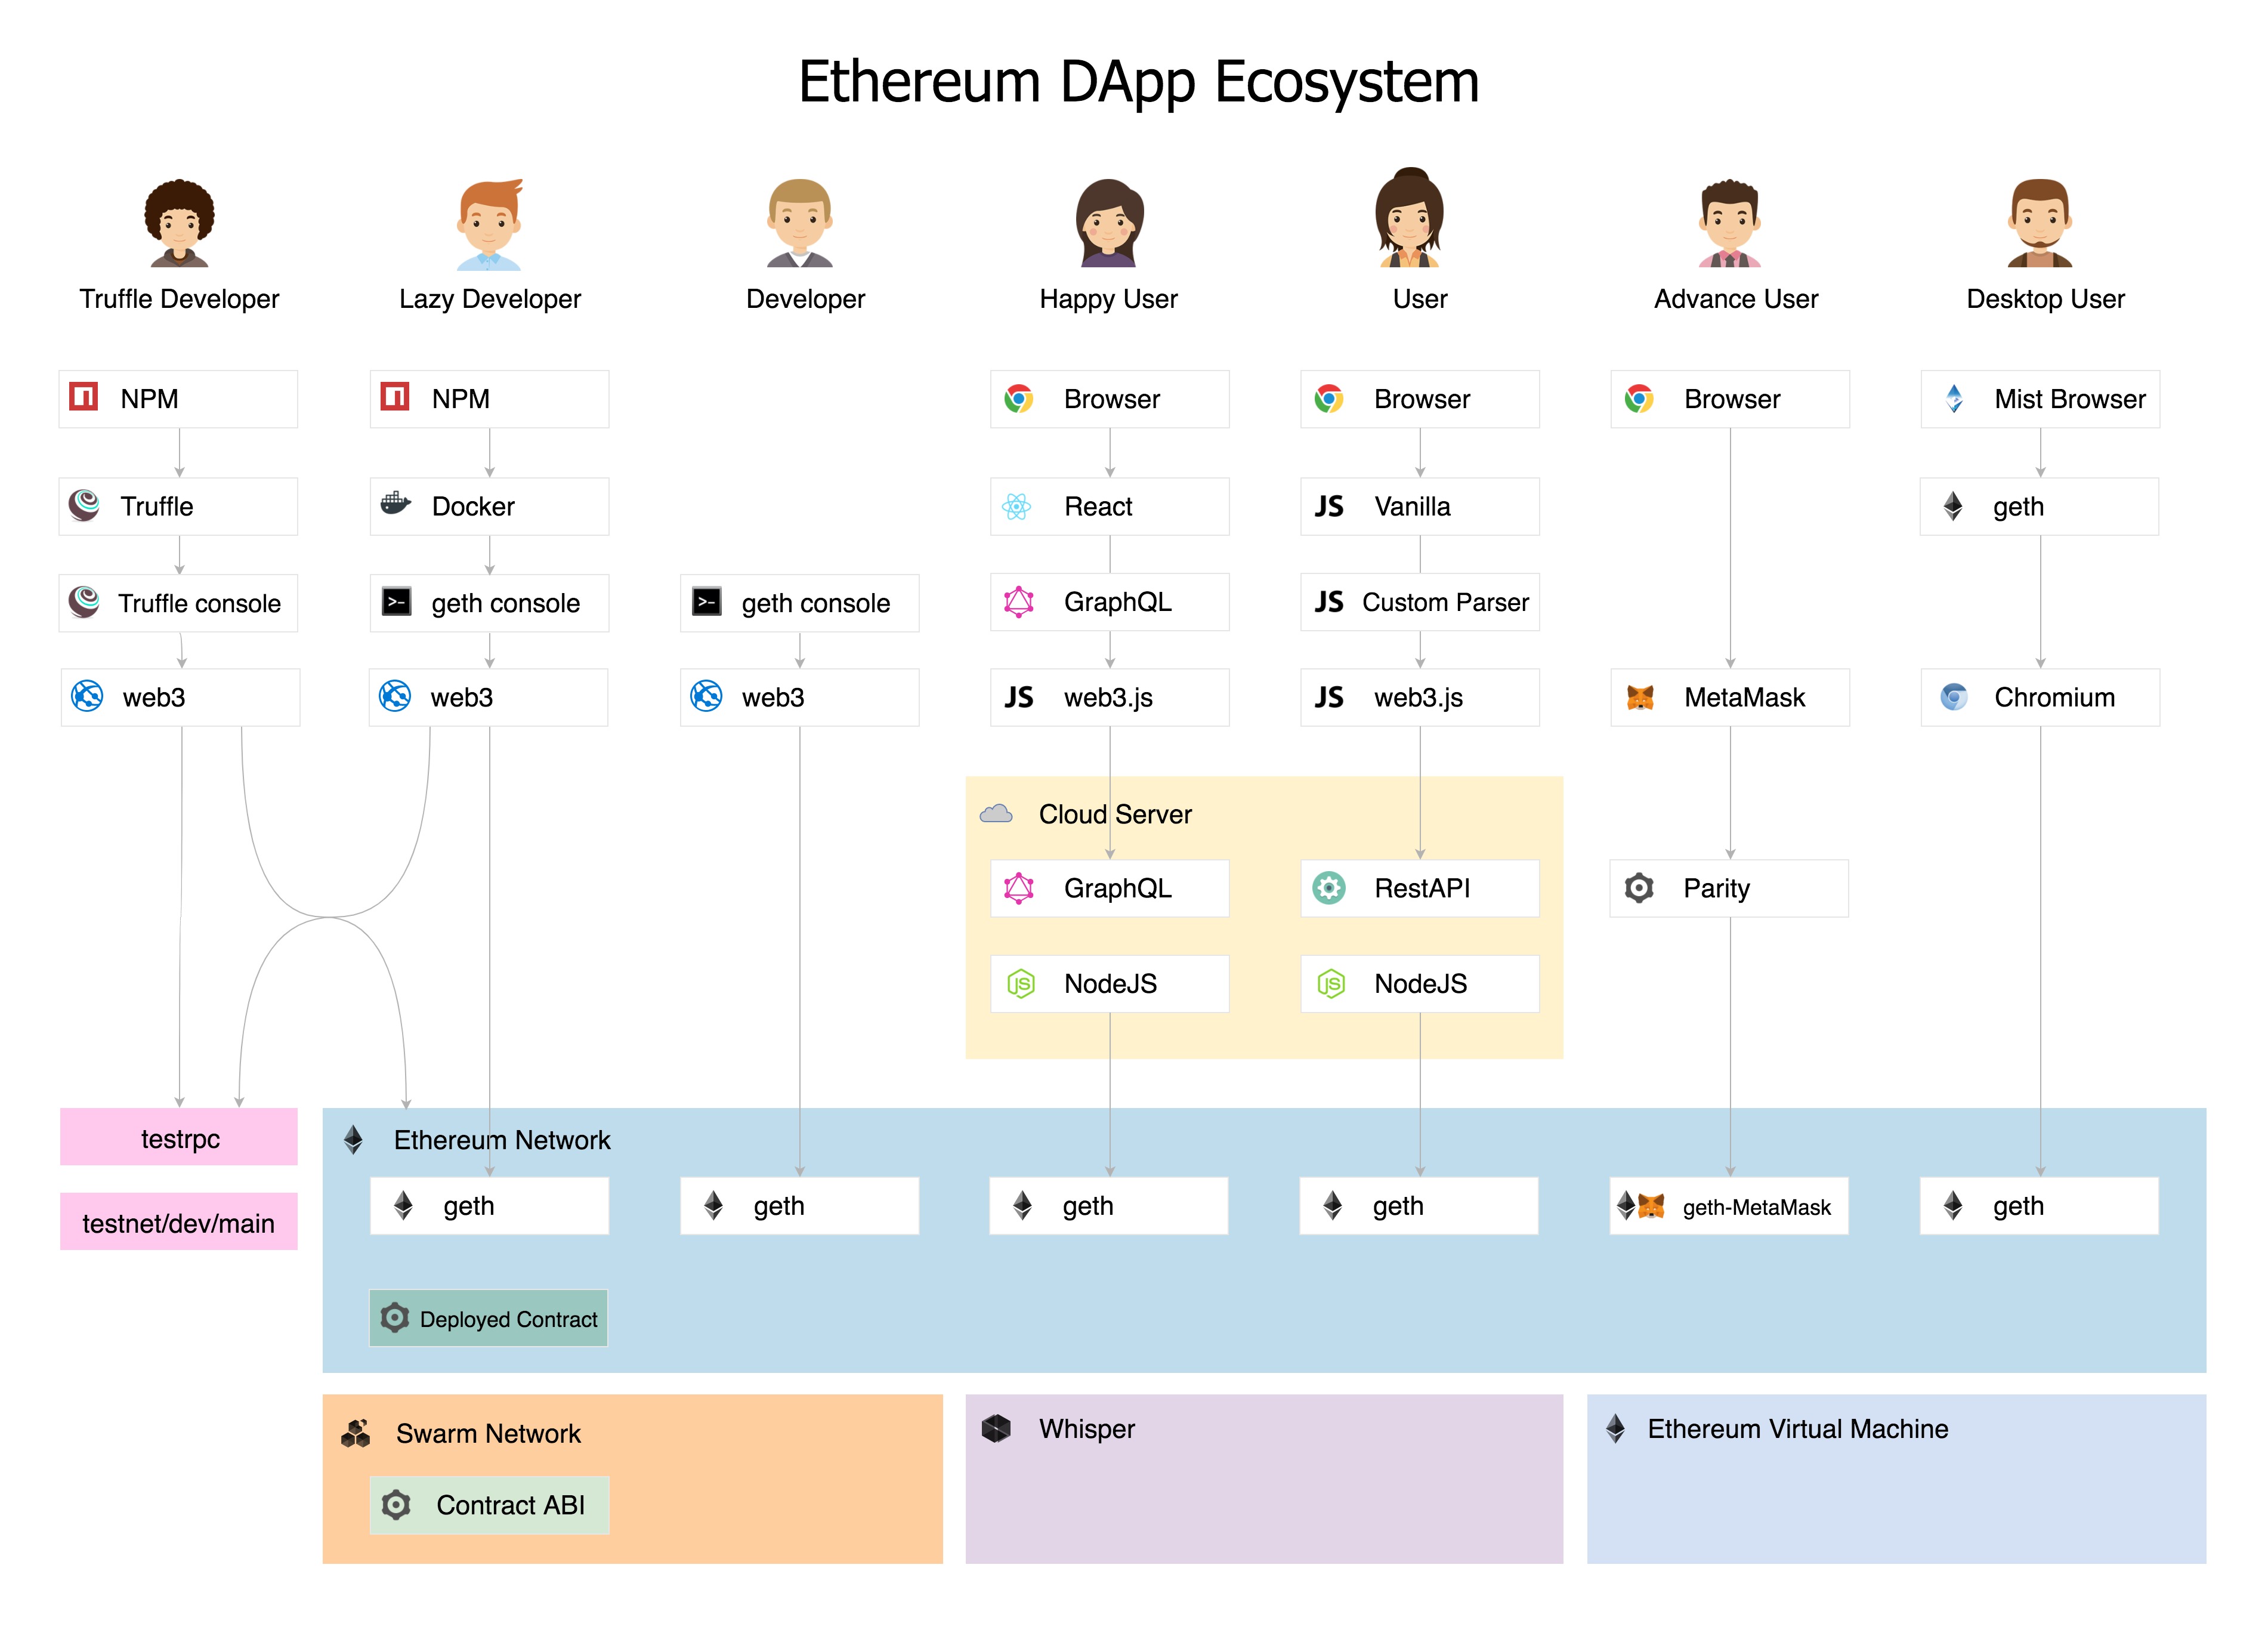 Ethereum DApp Ecosystem
Truffle Developer
Lazy Developer
Developer
Happy User
User
Advance User
Desktop User
NPM
NPM
Browser
Browser
Browser
Mist Browser
Truffle
Docker
React
JS Vanilla
geth
Truffle console
>- geth console
>- geth console
GraphQL
JS Custom Parser
web3
web3
web3
JS web3.js
JS web3.js
MetaMask
Chromium
Cloud Server
GraphQL
RestAPI
Parity
JS NodeJS
JS NodeJS
testrpc
Ethereum Network
testnet/dev/main
geth
geth
geth
geth
geth-MetaMask
geth
Deployed Contract
Swarm Network
Whisper
Ethereum Virtual Machine
Contract ABI